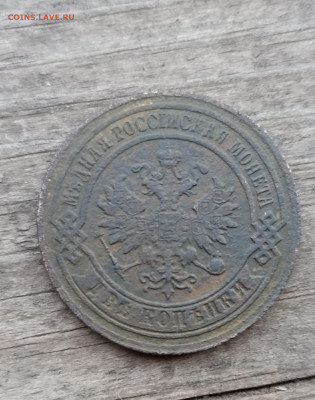 COINS.LAVE.RU
МѢДНАЯ РОССІЙСКАЯ МОНЕТА
ДВѢ КОПѢЙКИ